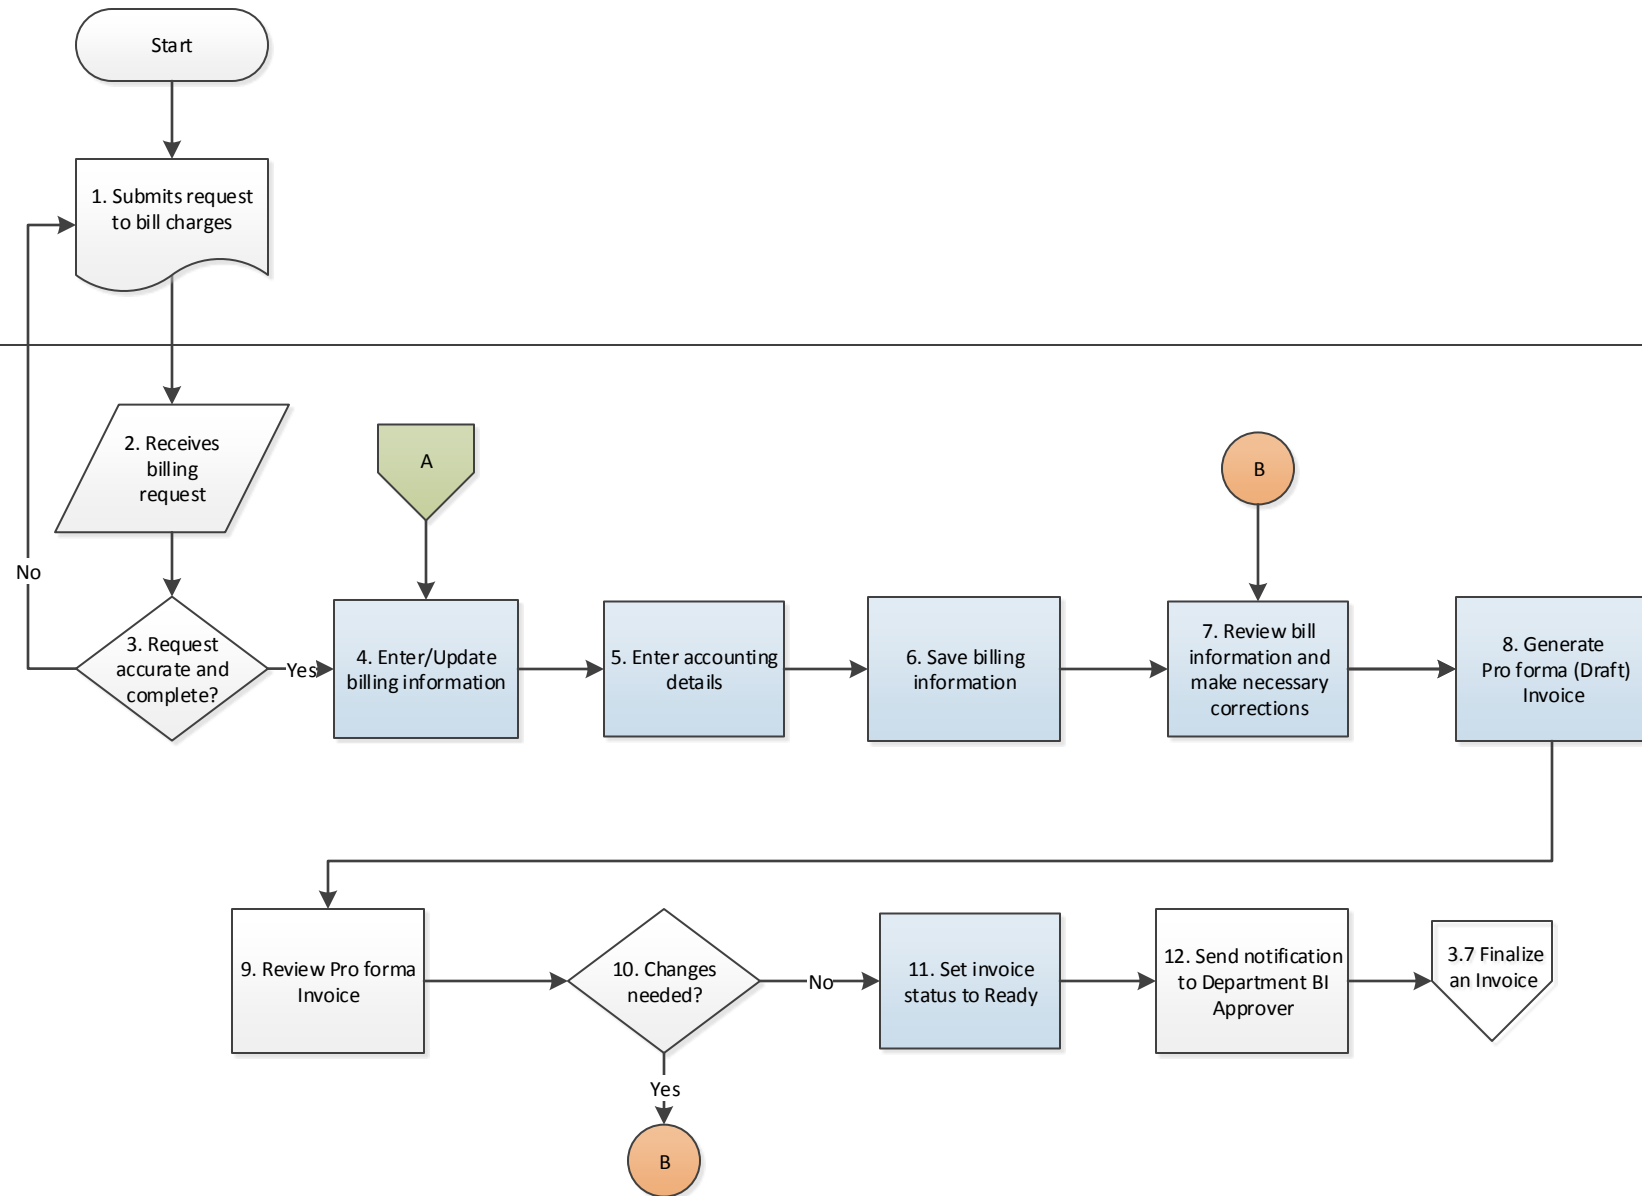 Start
1. Submits request
to bill charges
2. Receives
billing
request
A
B
No
3. Request
accurate and
complete?
Yes
4. Enter/Update
billing information
5. Enter accounting
details
6. Save billing
information
7. Review bill
information and
make necessary
corrections
8. Generate
Pro forma (Draft)
Invoice
9. Review Pro forma
Invoice
10. Changes
needed?
No
11. Set invoice
status to Ready
12. Send notification
to Department BI
Approver
3.7 Finalize
an Invoice
Yes
B